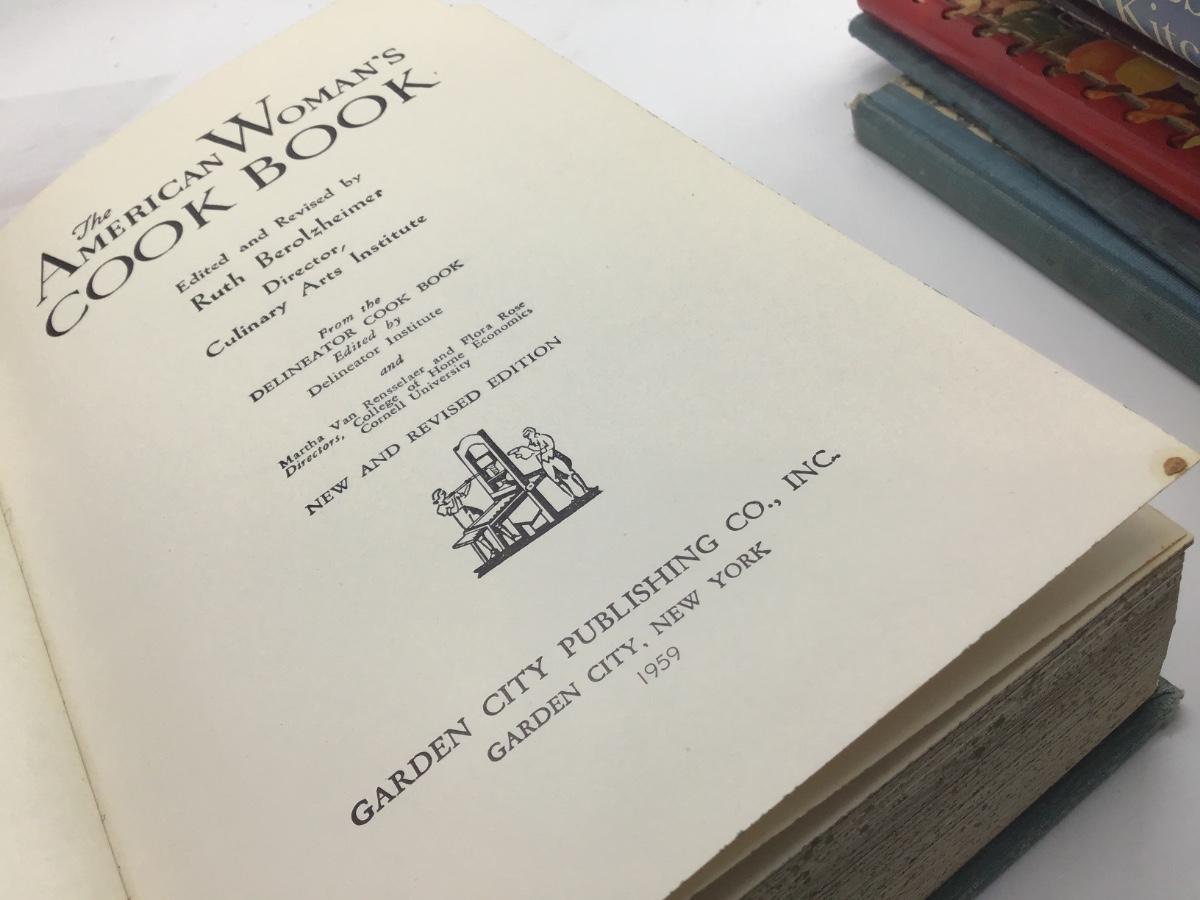 The
AMERICAN WOMAN'S
COOK BOOK
Edited and Revised by
Ruth Berolzheimer
Director,
Culinary Arts Institute
From the
DELINEATOR COOK BOOK
Edited by
Delineator Institute
and
Martha Van Rensselaer and Flora Rose
Directors, College of Home Economics
Cornell University
NEW AND REVISED EDITION
GARDEN CITY PUBLISHING CO., INC.
GARDEN CITY, NEW YORK
1959